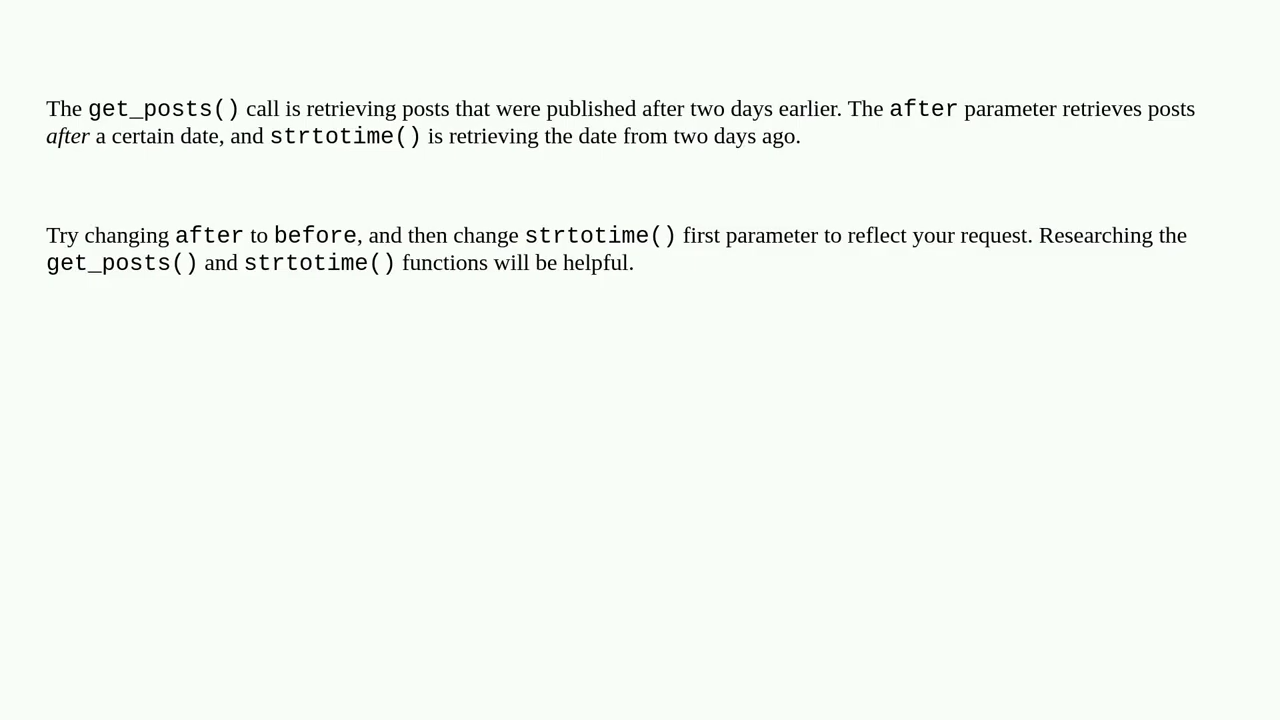 The get_posts() call is retrieving posts that were published after two days earlier. The after parameter retrieves posts
after a certain date, and strtotime() is retrieving the date from two days ago.
Try changing after to before, and then change strtotime() first parameter to reflect your request. Researching the
get_posts() and strtotime() functions will be helpful.